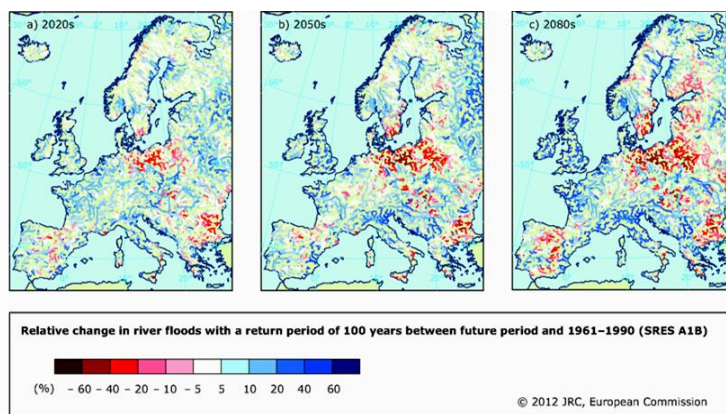 a) 2020s
b) 2050s
c) 2080s
Relative change in river floods with a return period of 100 years between future period and 1961–1990 (SRES A1B)
(%) – 60 – 40 – 20 – 10 – 5 5 10 20 40 60
© 2012 JRC, European Commission